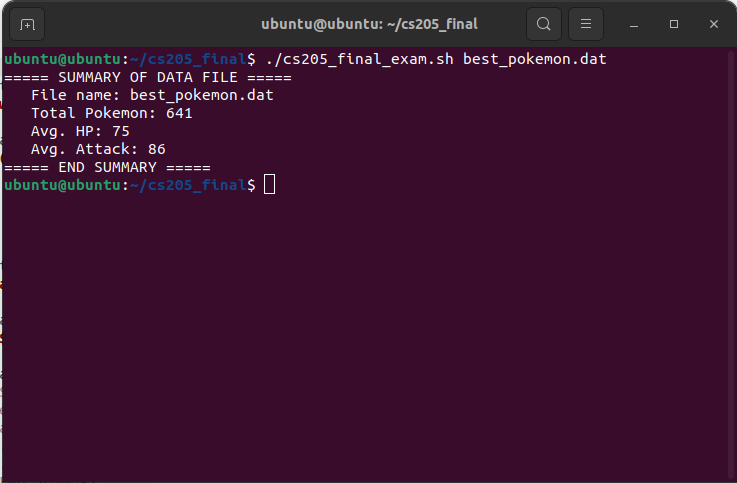 ubuntu@ubuntu: ~/cs205_final
ubuntu@ubuntu:~/cs205_final$ ./cs205_final_exam.sh best_pokemon.dat
===== SUMMARY OF DATA FILE =====
   File name: best_pokemon.dat
   Total Pokemon: 641
   Avg. HP: 75
   Avg. Attack: 86
===== END SUMMARY =====
ubuntu@ubuntu:~/cs205_final$